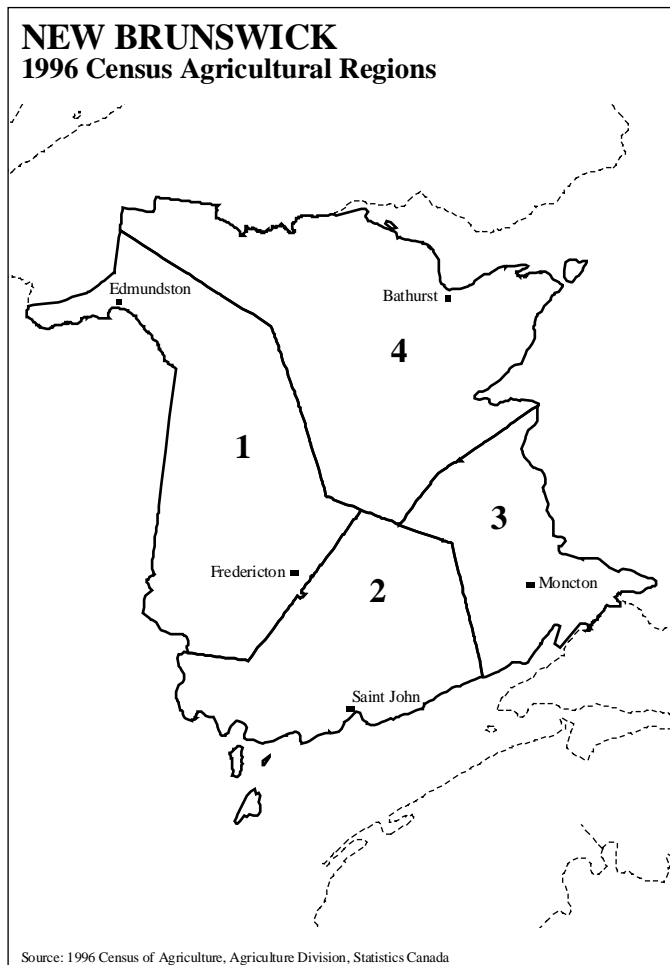 NEW BRUNSWICK
1996 Census Agricultural Regions
Edmundston
Bathurst
4
1
3
Fredericton
Moncton
2
Saint John
Source: 1996 Census of Agriculture, Agriculture Division, Statistics Canada